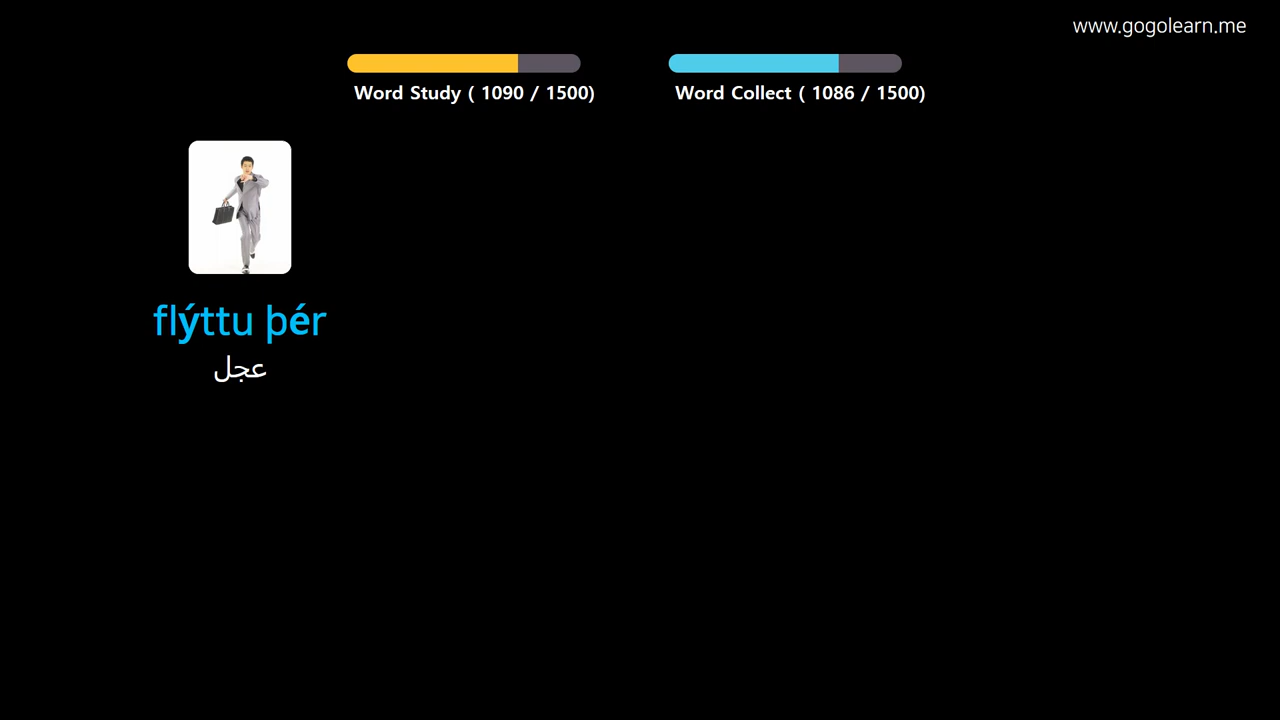 www.gogolearn.me
Word Study ( 1090 / 1500)
Word Collect ( 1086 / 1500)
flýttu þér
عجل